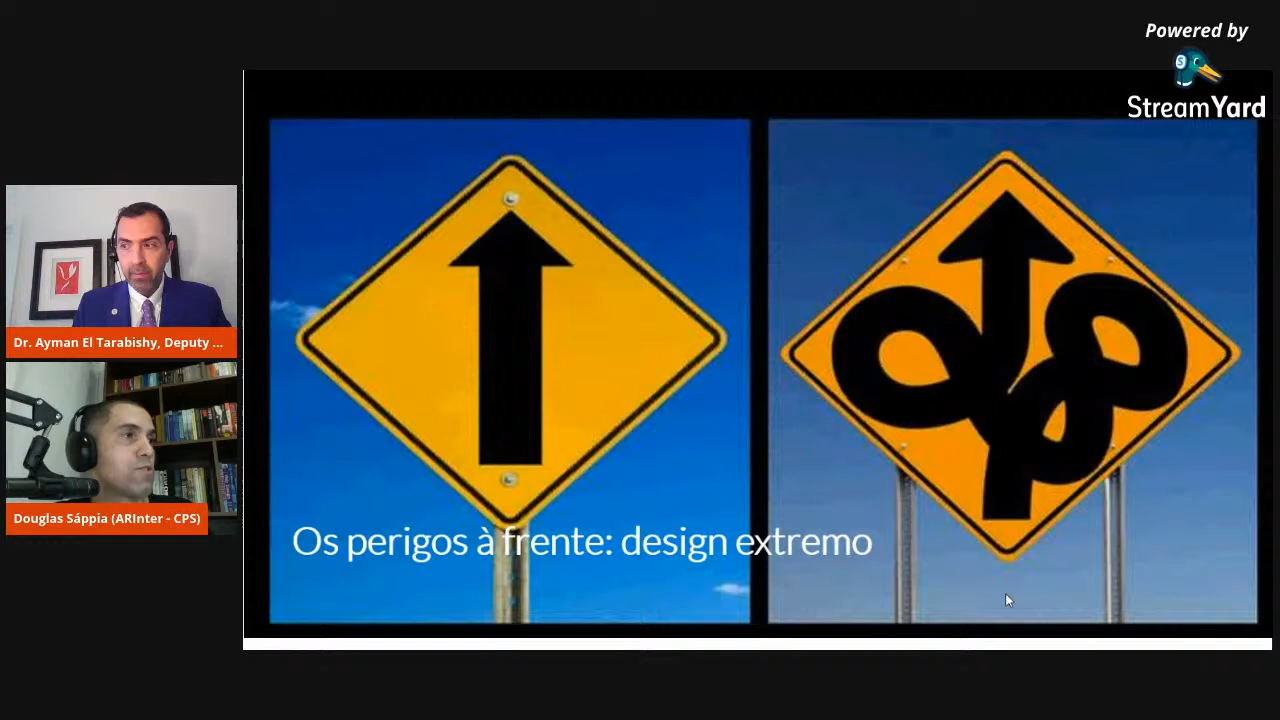 Powered by
StreamYard
Dr. Ayman El Tarabishy, Deputy ...
Douglas Sáppia (ARInter - CPS)
Os perigos à frente: design extremo